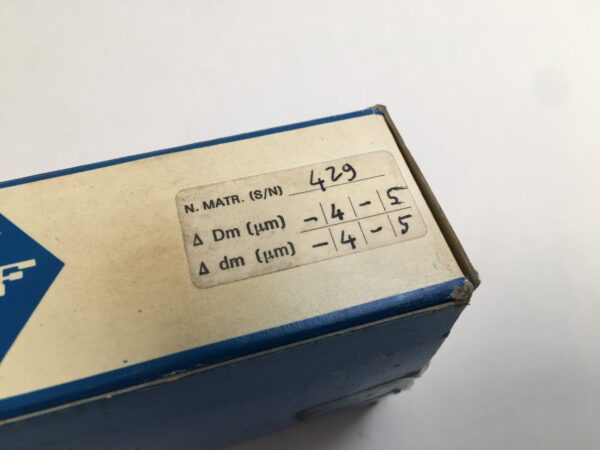 N. MATR. (S/N) 429
Δ Dm (μm) -|4|-|5
Δ dm (μm) -|4|-|5
F